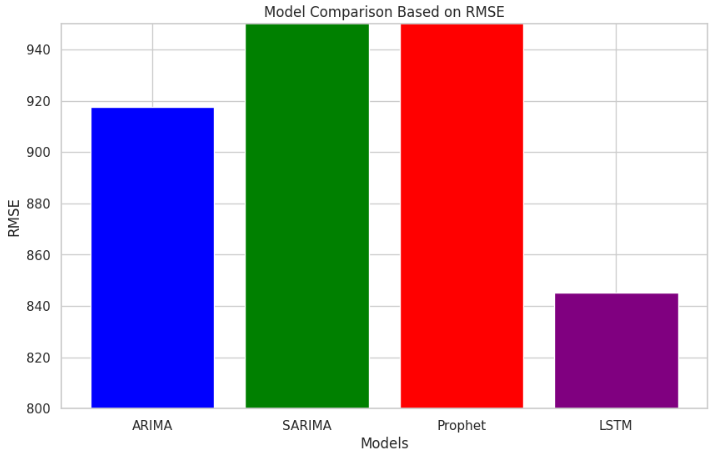 Model Comparison Based on RMSE
940
920
900
880
860
840
820
800
RMSE
ARIMA SARIMA Prophet LSTM
Models